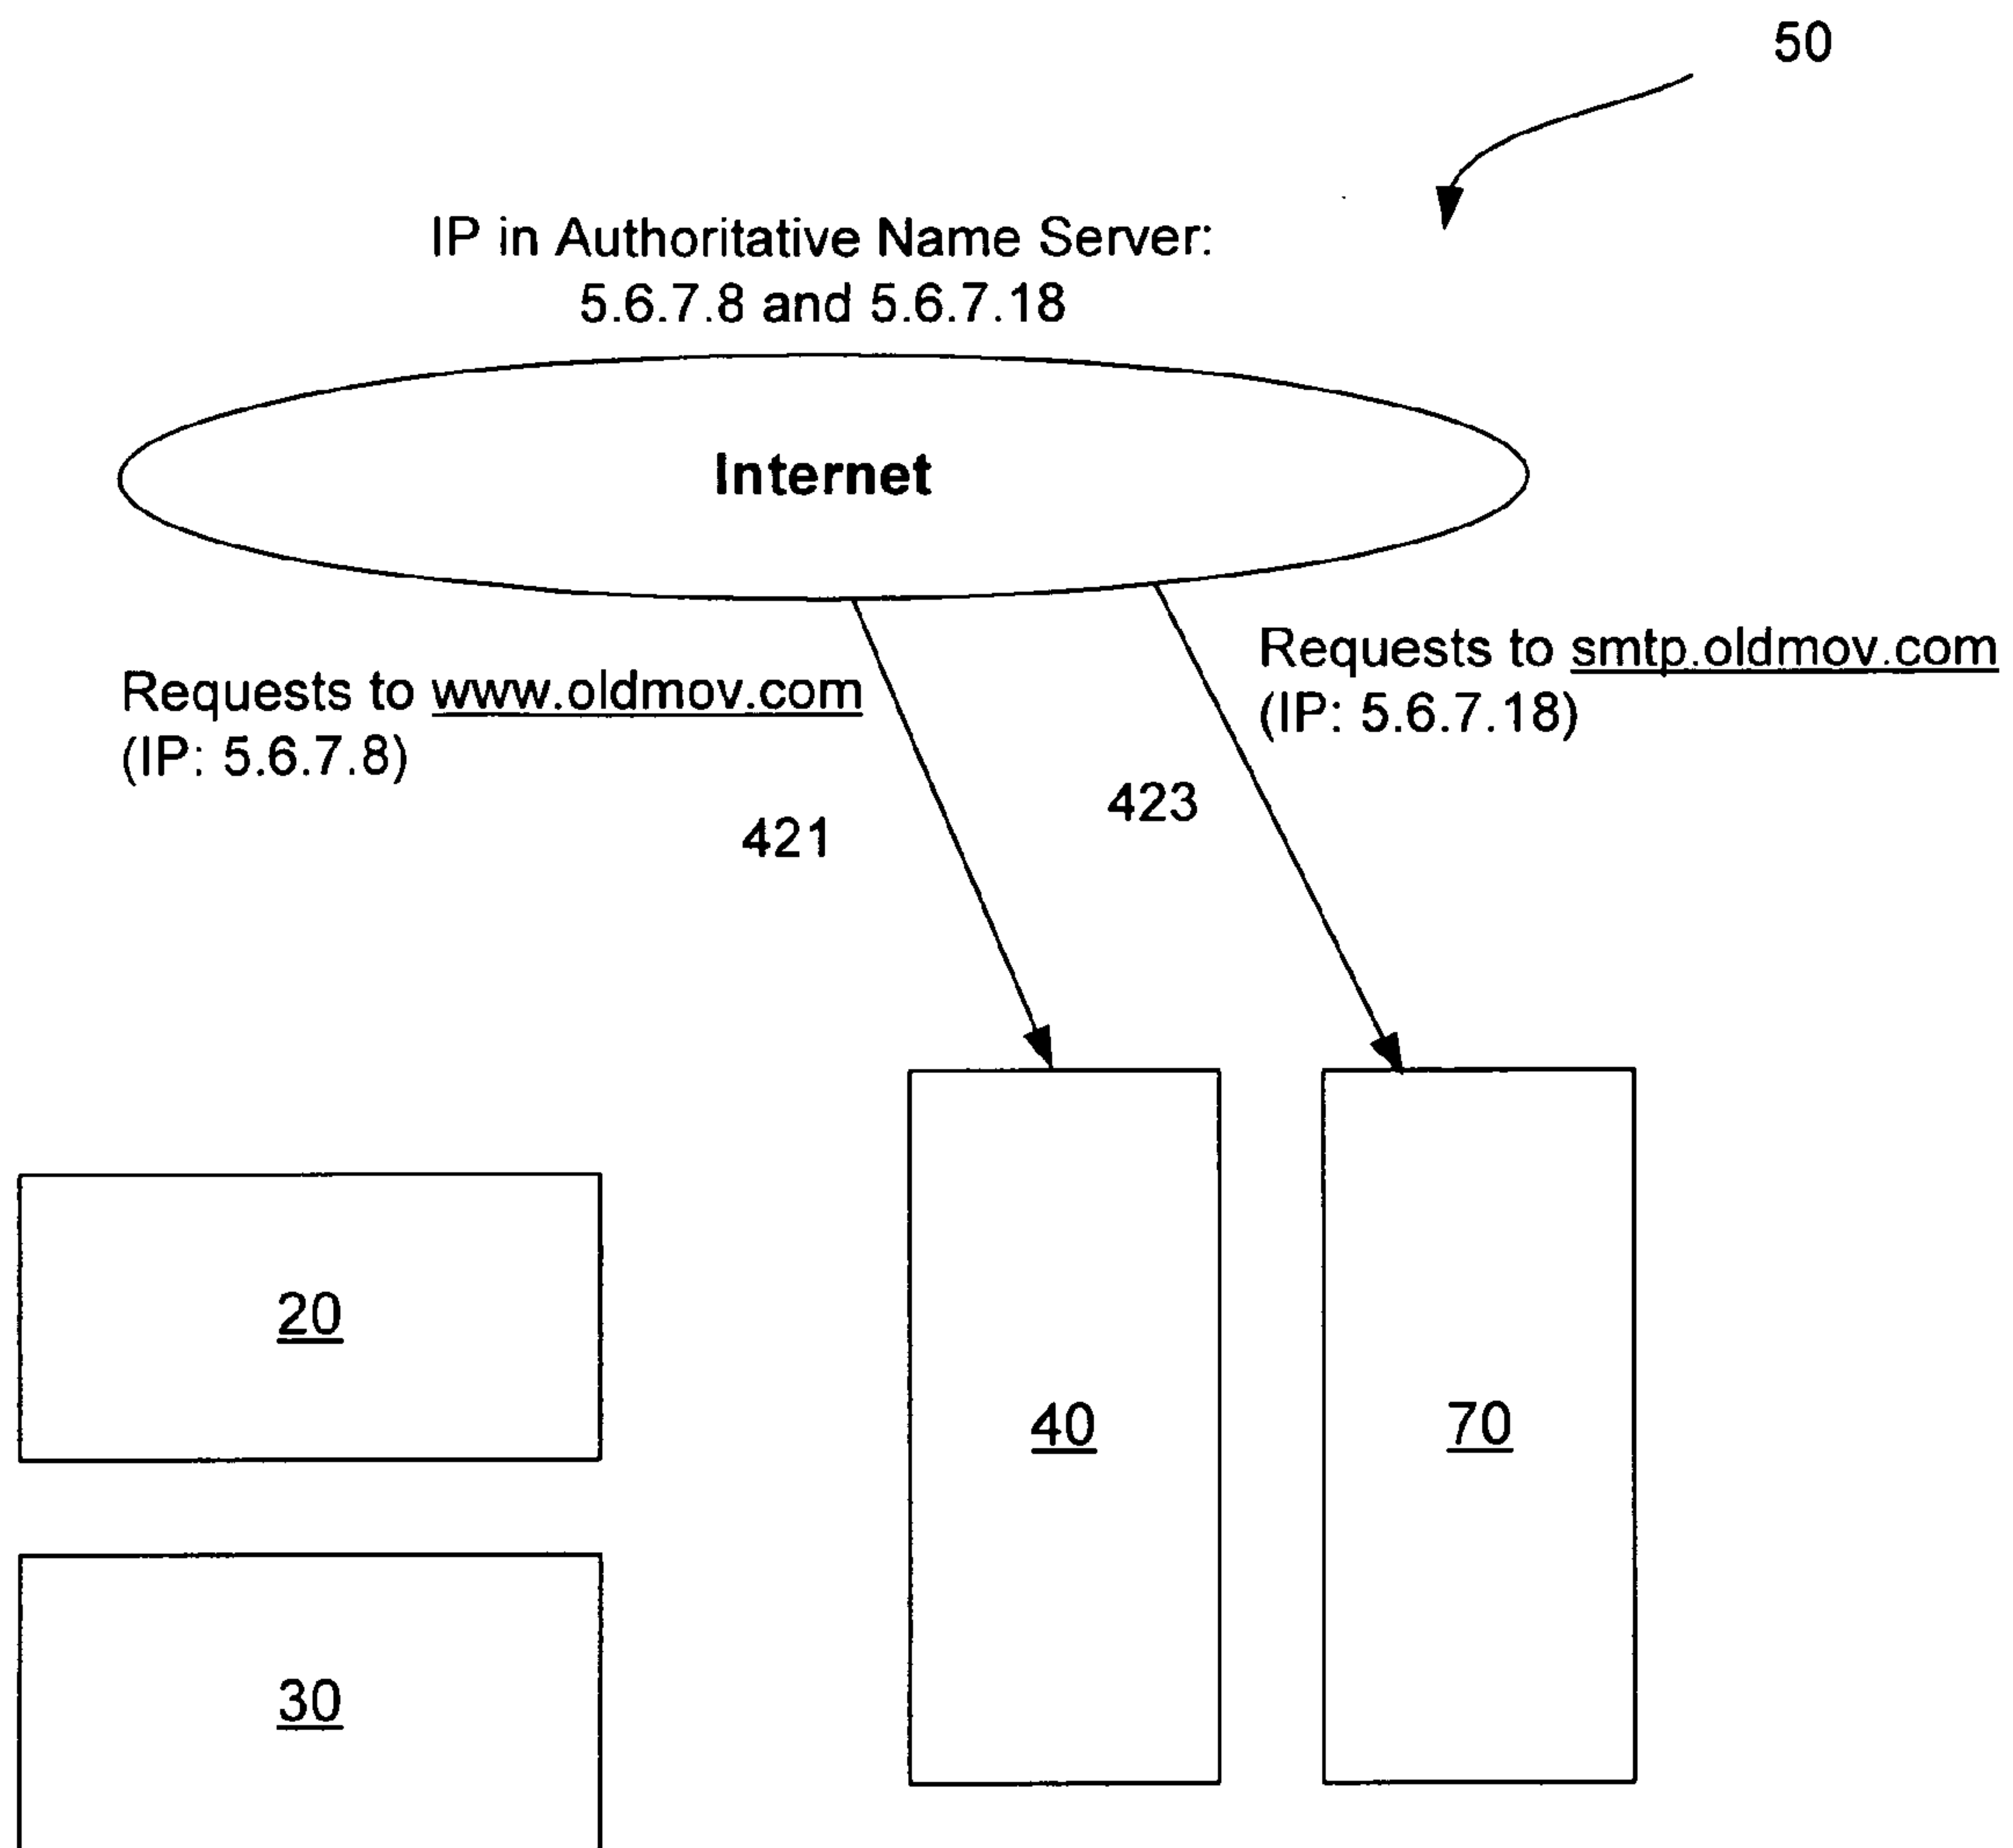 50
IP in Authoritative Name Server:
5.6.7.8 and 5.6.7.18
Internet
Requests to www.oldmov.com
(IP: 5.6.7.8)
Requests to smtp.oldmov.com
(IP: 5.6.7.18)
421
423
20
40
70
30